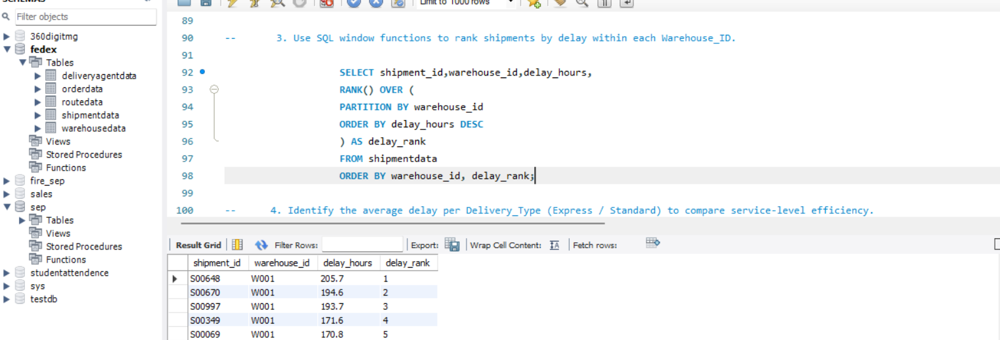 SCHEMAS
Filter objects
360digitmg
fedex
Tables
deliveryagentdata
orderdata
routedata
shipmentdata
warehousedata
Views
Stored Procedures
Functions
fire_sep
sales
sep
Tables
Views
Stored Procedures
Functions
studentattendence
sys
testdb
Limit to 1000 rows
89
90 -- 3. Use SQL window functions to rank shipments by delay within each Warehouse_ID.
91
92 SELECT shipment_id,warehouse_id,delay_hours,
93 RANK() OVER (
94 PARTITION BY warehouse_id
95 ORDER BY delay_hours DESC
96 ) AS delay_rank
97 FROM shipmentdata
98 ORDER BY warehouse_id, delay_rank;
99
100 -- 4. Identify the average delay per Delivery_Type (Express / Standard) to compare service-level efficiency.
Result Grid Filter Rows: Export: Wrap Cell Content: IA Fetch rows:
shipment_id warehouse_id delay_hours delay_rank
S00648 W001 205.7 1
S00670 W001 194.6 2
S00997 W001 193.7 3
S00349 W001 171.6 4
S00069 W001 170.8 5